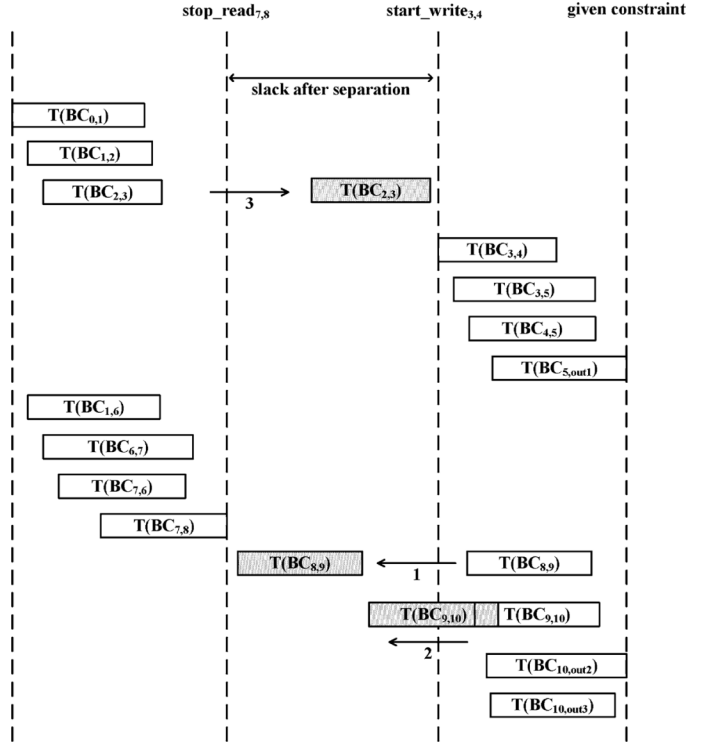 stop_read7,8 start_write3,4 given constraint
slack after separation
T(BC0,1)
T(BC1,2)
T(BC2,3) 3 T(BC2,3)
T(BC3,4)
T(BC3,5)
T(BC4,5)
T(BC5,out1)
T(BC1,6)
T(BC6,7)
T(BC7,6)
T(BC7,8)
T(BC8,9) 1 T(BC8,9)
T(BC9,10) T(BC9,10)
2
T(BC10,out2)
T(BC10,out3)